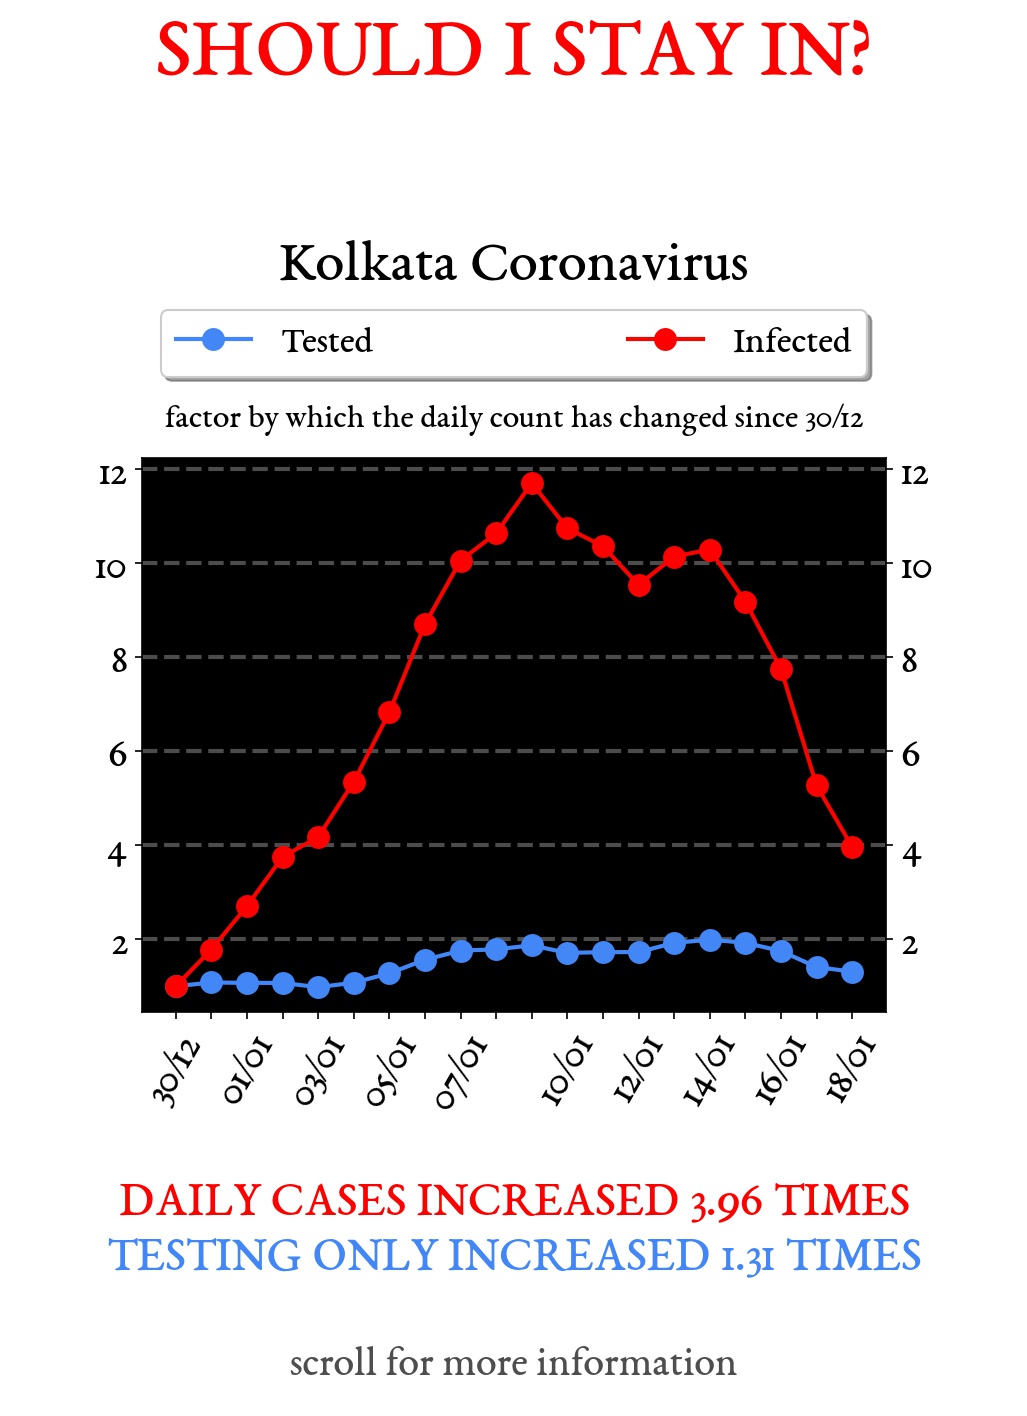 SHOULD I STAY IN?
Kolkata Coronavirus
Tested Infected
factor by which the daily count has changed since 30/12
12 12
10 10
8 8
6 6
4 4
2 2
30/12 01/01 03/01 05/01 07/01 10/01 12/01 14/01 16/01 18/01
DAILY CASES INCREASED 3.96 TIMES
TESTING ONLY INCREASED 1.31 TIMES
scroll for more information